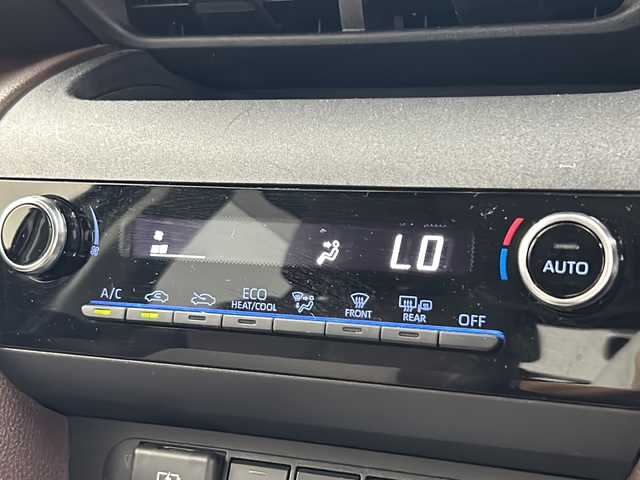 LO
AUTO
A/C
ECO
HEAT/COOL
FRONT
REAR
OFF